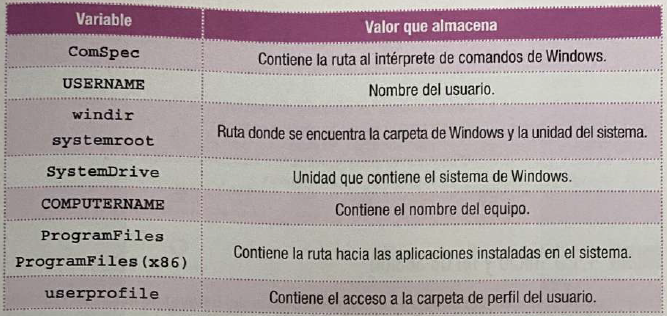 Variable
Valor que almacena
ComSpec
Contiene la ruta al intérprete de comandos de Windows.
USERNAME
Nombre del usuario.
windir
systemroot
Ruta donde se encuentra la carpeta de Windows y la unidad del sistema.
SystemDrive
Unidad que contiene el sistema de Windows.
COMPUTERNAME
Contiene el nombre del equipo.
ProgramFiles
ProgramFiles(x86)
Contiene la ruta hacia las aplicaciones instaladas en el sistema.
userprofile
Contiene el acceso a la carpeta de perfil del usuario.